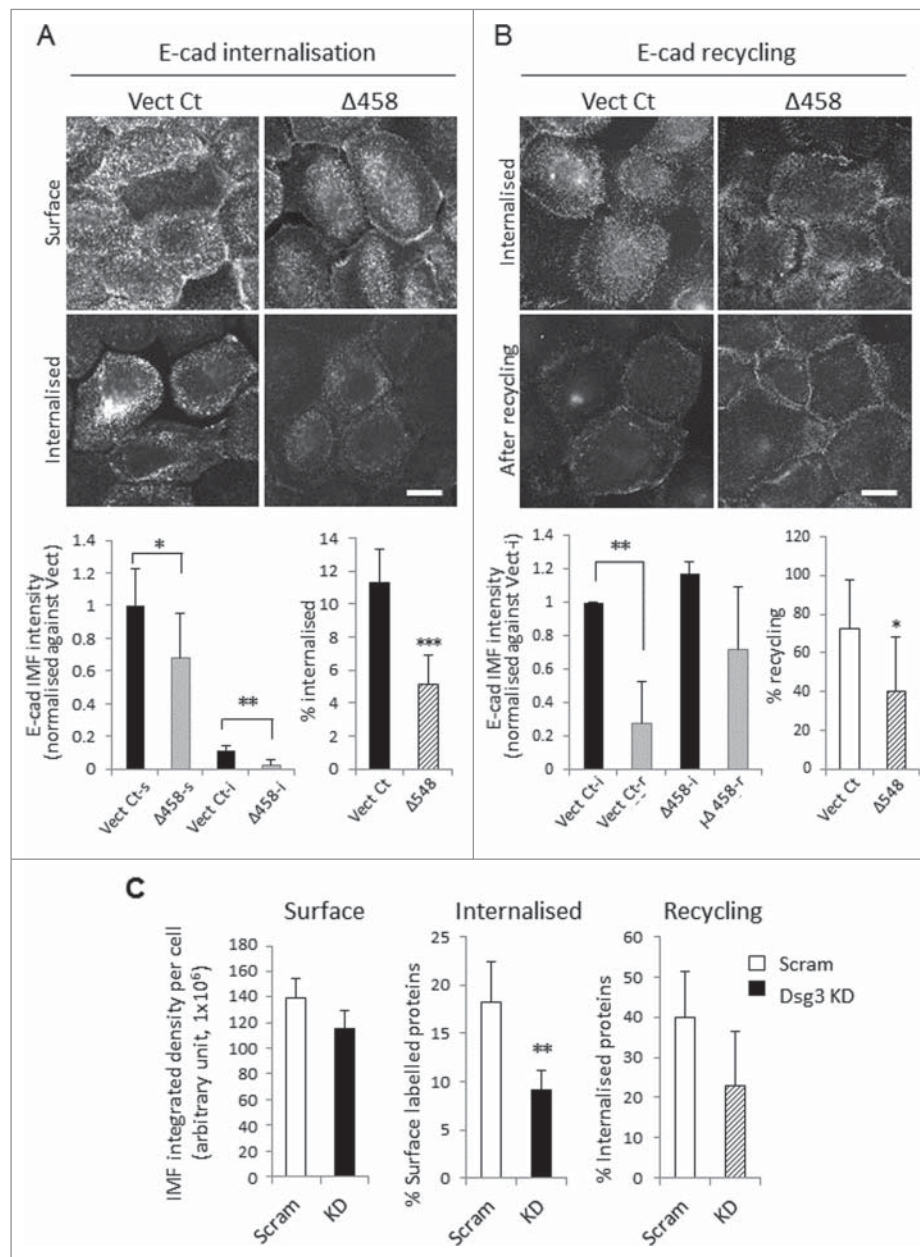 A
E-cad internalisation
Vect Ct Δ458
Surface
Internalised
E-cad IMF intensity
(normalised against Vect)
1.4
1.2
1
0.8
0.6
0.4
0.2
0
*
**
Vect Ct-s
Δ458-s
Vect Ct-i
Δ458-i
% internalised
14
12
10
8
6
4
2
0
***
Vect Ct
Δ548
B
E-cad recycling
Vect Ct Δ458
Internalised
After recycling
E-cad IMF intensity
(normalised against Vect-i)
1.4
1.2
1
0.8
0.6
0.4
0.2
0
**
Vect Ct-i
Vect Ct-r
Δ458-i
Δ 458-r
% recycling
120
100
80
60
40
20
0
*
Vect Ct
Δ548
C
Surface
IMF integrated density per cell
(arbitrary unit, 1x10⁶)
180
160
140
120
100
80
60
40
20
0
Scram
KD
Internalised
% Surface labelled proteins
25
20
15
10
5
0
**
Scram
KD
Recycling
% Internalised proteins
60
50
40
30
20
10
0
Scram
KD
Scram
Dsg3 KD